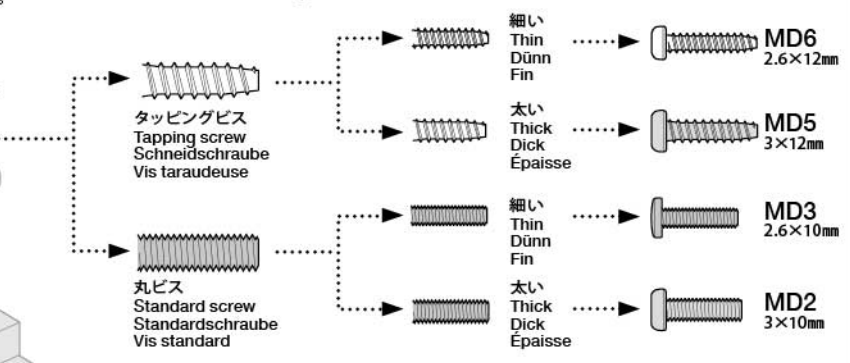 タッピングビス
Tapping screw
Schneidschraube
Vis taraudeuse
細い
Thin
Dünn
Fin
MD6
2.6×12㎜
太い
Thick
Dick
Épaisse
MD5
3×12㎜
丸ビス
Standard screw
Standardschraube
Vis standard
細い
Thin
Dünn
Fin
MD3
2.6×10㎜
太い
Thick
Dick
Épaisse
MD2
3×10㎜